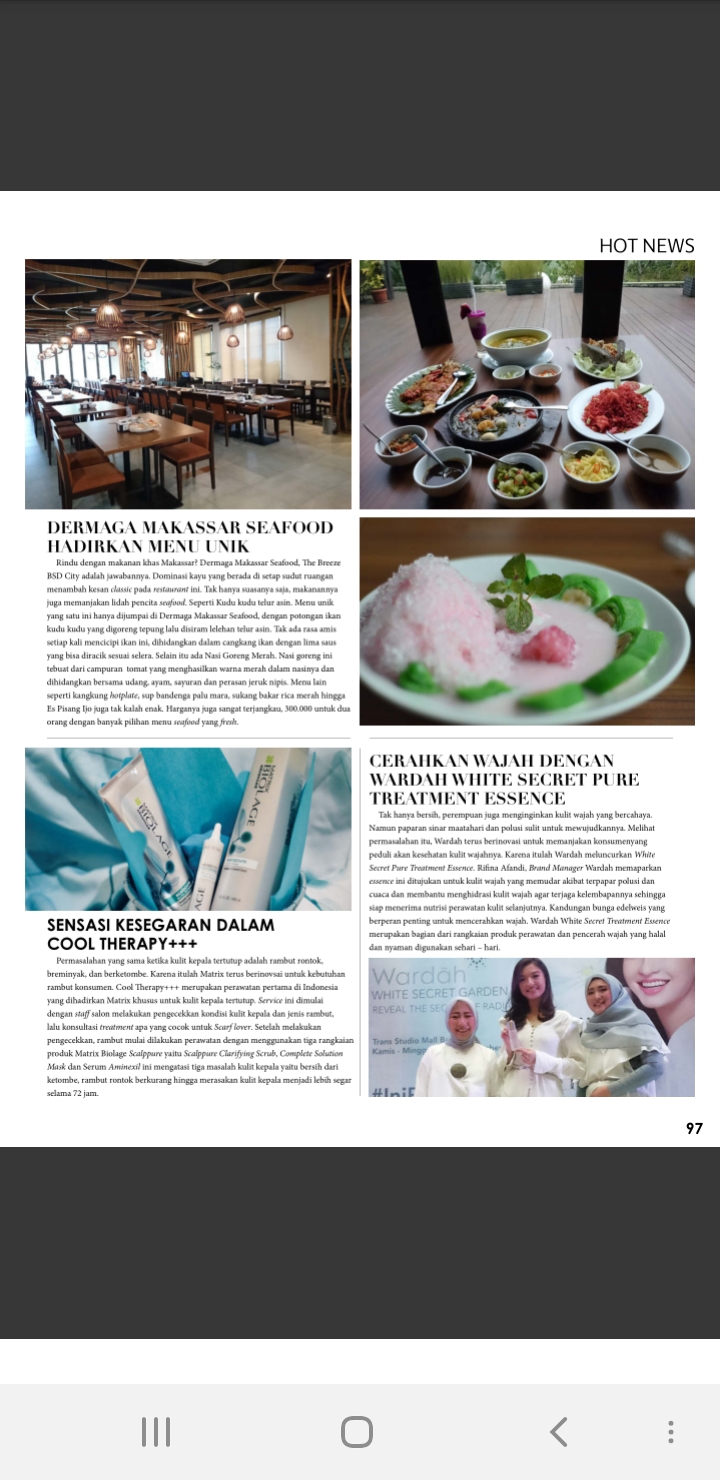 HOT NEWS
DERMAGA MAKASSAR SEAFOOD
HADIRKAN MENU UNIK
Rindu dengan makanan khas Makassar? Dermaga Makassar Seafood, The Breeze
BSD City adalah jawabannya. Dominasi kayu yang berada di setap sudut ruangan
menambah kesan classic pada restaurant ini. Tak hanya suasanya saja, makanannya
juga memanjakan lidah pencita seafood. Seperti Kudu kudu telur asin. Menu unik
yang satu ini hanya dijumpai di Dermaga Makassar Seafood, dengan potongan ikan
kudu kudu yang digoreng tepung lalu disiram lelehan telur asin. Tak ada rasa amis
setiap kali mencicipi ikan ini, dihidangkan dalam cangkang ikan dengan lima saus
yang bisa diracik sesuai selera. Selain itu ada Nasi Goreng Merah. Nasi goreng ini
tebuat dari campuran tomat yang menghasilkan warna merah dalam nasinya dan
dihidangkan bersama udang, ayam, sayuran dan perasan jeruk nipis. Menu lain
seperti kangkung hotplate, sup bandenga palu mara, sukang bakar rica merah hingga
Es Pisang Ijo juga tak kalah enak. Harganya juga sangat terjangkau, 300.000 untuk dua
orang dengan banyak pilihan menu seafood yang fresh.
MATRIX
BIOLAGE
BIOLAGE
SENSASI KESEGARAN DALAM
COOL THERAPY+++
Permasalahan yang sama ketika kulit kepala tertutup adalah rambut rontok,
breminyak, dan berketombe. Karena itulah Matrix terus berinovsai untuk kebutuhan
rambut konsumen. Cool Therapy+++ merupakan perawatan pertama di Indonesia
yang dihadirkan Matrix khusus untuk kulit kepala tertutup. Service ini dimulai
dengan staff salon melakukan pengecekkan kondisi kulit kepala dan jenis rambut,
lalu konsultasi treatment apa yang cocok untuk Scarf lover. Setelah melakukan
pengecekkan, rambut mulai dilakukan perawatan dengan menggunakan tiga rangkaian
produk Matrix Biolage Scalppure yaitu Scalppure Clarifying Scrub, Complete Solution
Mask dan Serum Aminexil ini mengatasi tiga masalah kulit kepala yaitu bersih dari
ketombe, rambut rontok berkurang hingga merasakan kulit kepala menjadi lebih segar
selama 72 jam.
CERAHKAN WAJAH DENGAN
WARDAH WHITE SECRET PURE
TREATMENT ESSENCE
Tak hanya bersih, perempuan juga menginginkan kulit wajah yang bercahaya.
Namun paparan sinar maatahari dan polusi sulit untuk mewujudkannya. Melihat
permasalahan itu, Wardah terus berinovasi untuk memanjakan konsumenyang
peduli akan kesehatan kulit wajahnya. Karena itulah Wardah meluncurkan White
Secret Pure Treatment Essence. Rifina Afandi, Brand Manager Wardah memaparkan
essence ini ditujukan untuk kulit wajah yang memudar akibat terpapar polusi dan
cuaca dan membantu menghidrasi kulit wajah agar terjaga kelembapannya sehingga
siap menerima nutrisi perawatan kulit selanjutnya. Kandungan bunga edelweis yang
berperan penting untuk mencerahkan wajah. Wardah White Secret Treatment Essence
merupakan bagian dari rangkaian produk perawatan dan pencerah wajah yang halal
dan nyaman digunakan sehari – hari.
Wardah
WHITE SECRET GARDEN
REVEAL THE
Trans Studio Mall
Kamis - Minggu
97